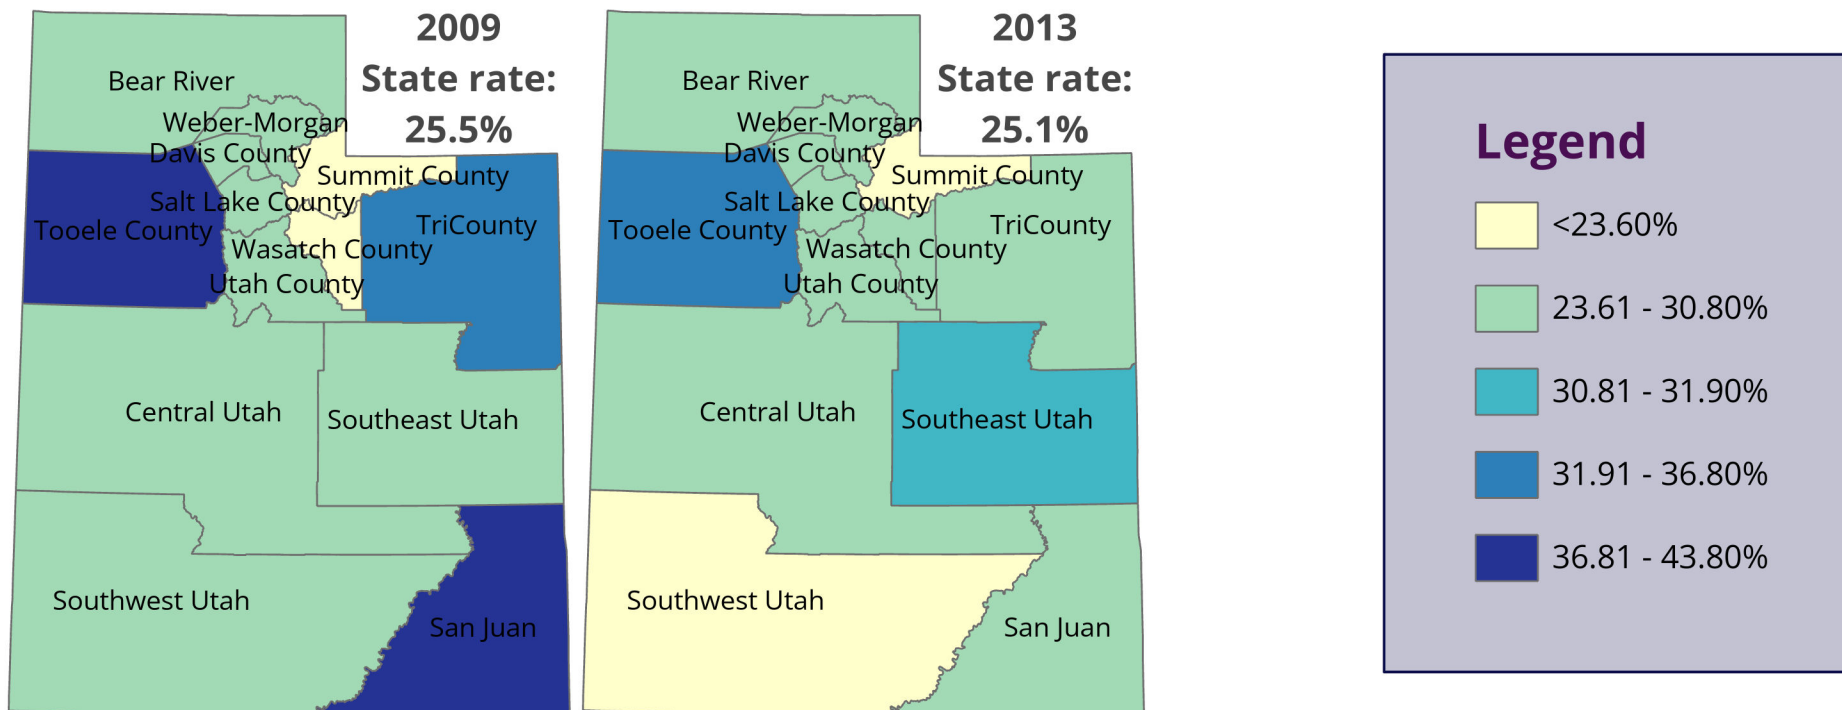 2009
State rate:
25.5%
Bear River
Weber-Morgan
Davis County
Summit County
Salt Lake County
TriCounty
Tooele County
Wasatch County
Utah County
Central Utah
Southeast Utah
Southwest Utah
San Juan
2013
State rate:
25.1%
Bear River
Weber-Morgan
Davis County
Summit County
Salt Lake County
TriCounty
Tooele County
Wasatch County
Utah County
Central Utah
Southeast Utah
Southwest Utah
San Juan
Legend
<23.60%
23.61 - 30.80%
30.81 - 31.90%
31.91 - 36.80%
36.81 - 43.80%